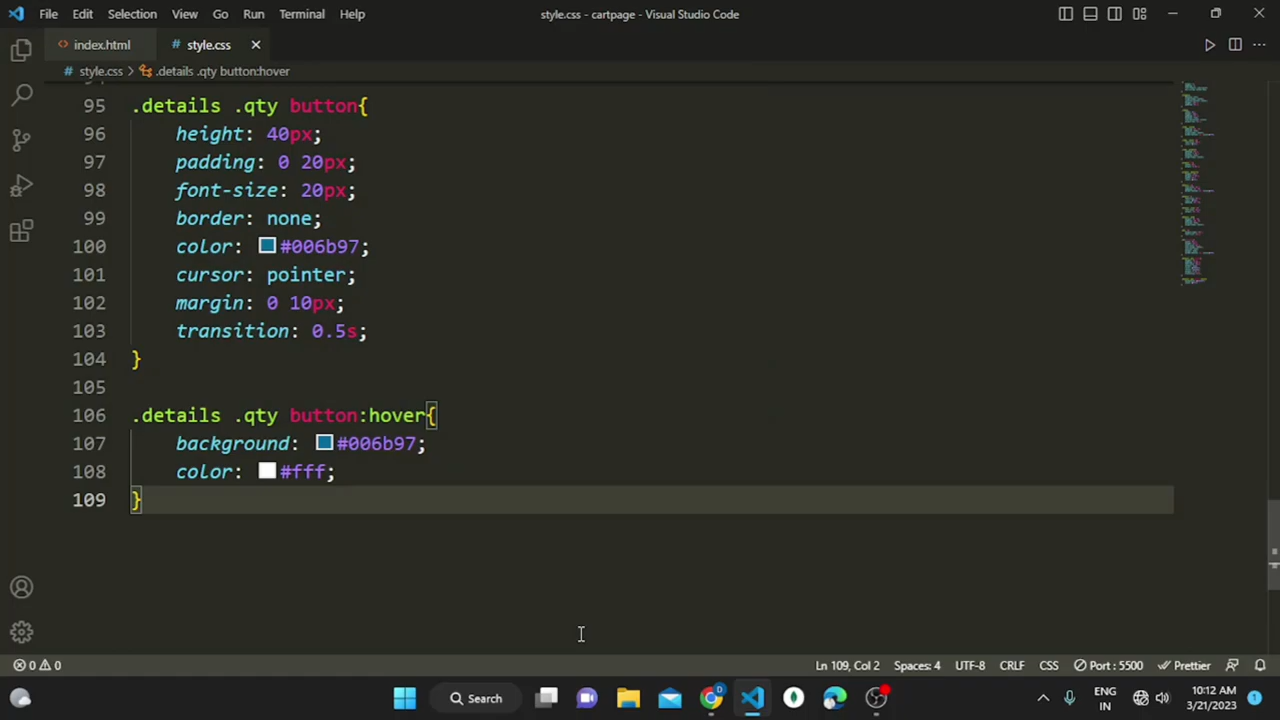 File Edit Selection View Go Run Terminal Help style.css - cartpage - Visual Studio Code
index.html # style.css
# style.css > .details .qty button:hover
95 .details .qty button{
96 height: 40px;
97 padding: 0 20px;
98 font-size: 20px;
99 border: none;
100 color: #006b97;
101 cursor: pointer;
102 margin: 0 10px;
103 transition: 0.5s;
104 }
105
106 .details .qty button:hover{
107 background: #006b97;
108 color: #fff;
109 }
0 0 Ln 109, Col 2 Spaces: 4 UTF-8 CRLF CSS Port : 5500 Prettier
Search ENG 10:12 AM
IN 3/21/2023 1